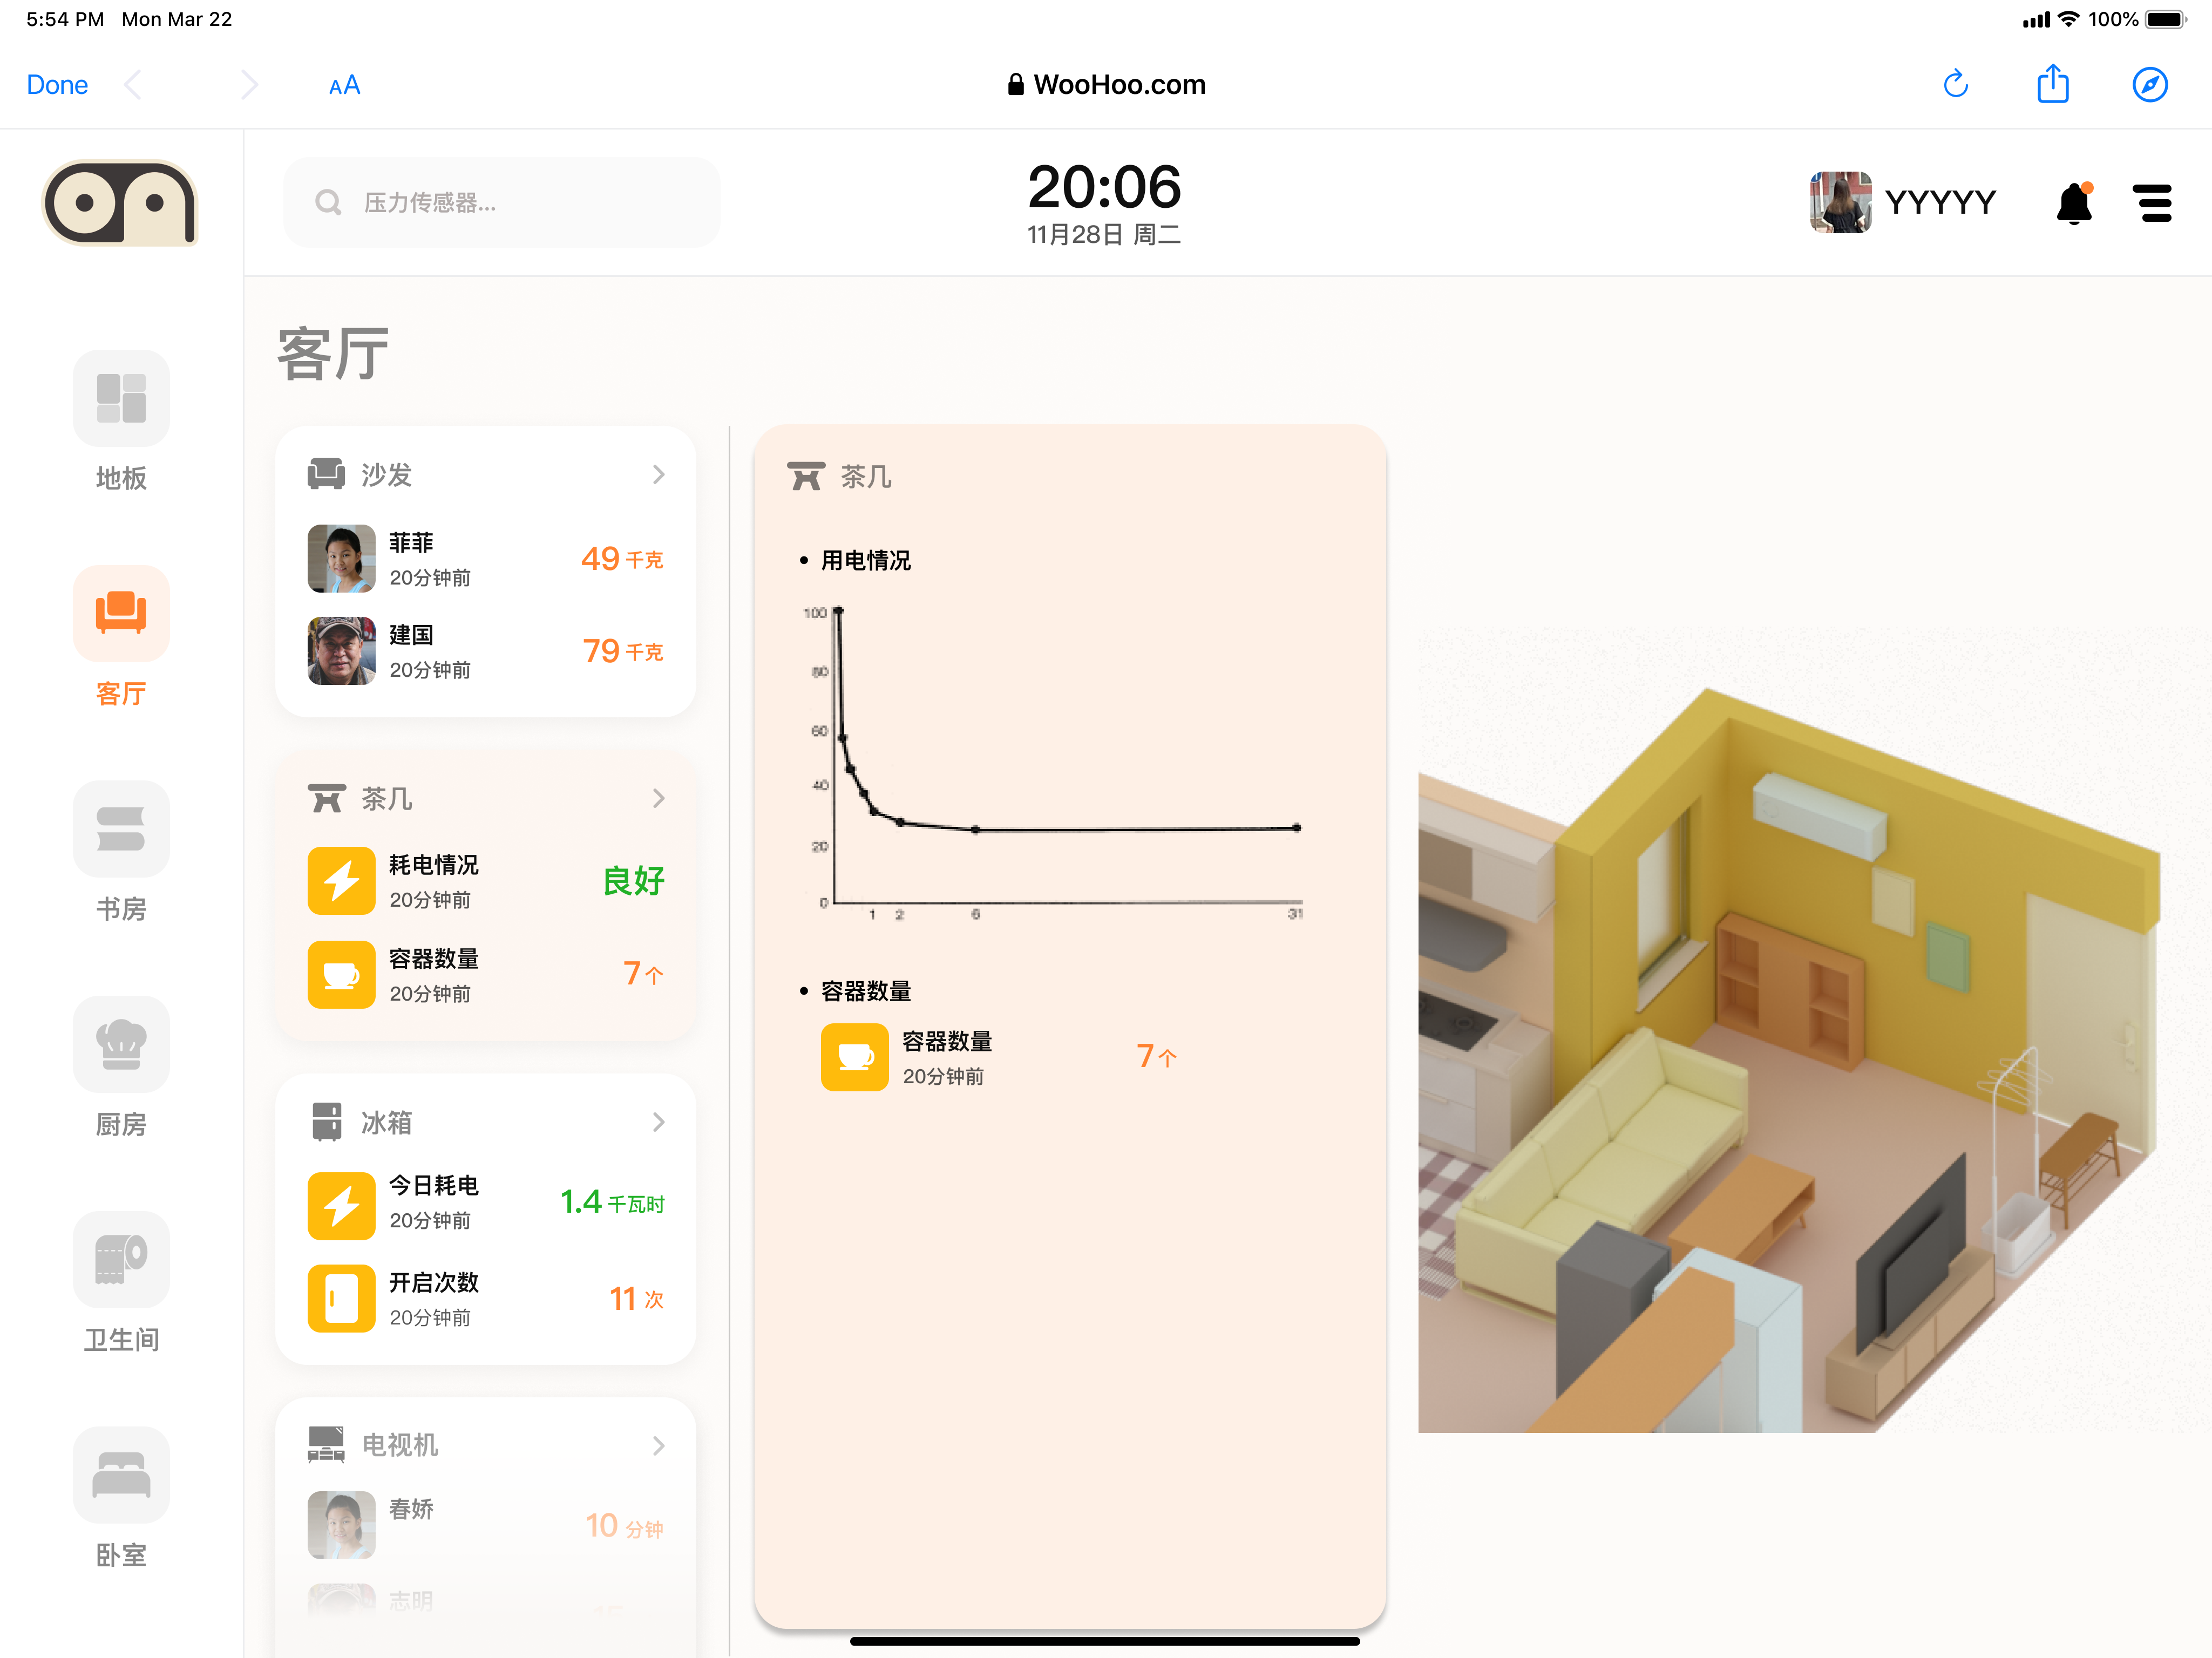 5:54 PM Mon Mar 22
100%
Done
AA
WooHoo.com
压力传感器...
20:06
11月28日 周二
YYYYY
地板
客厅
书房
厨房
卫生间
卧室
客厅
沙发
菲菲
20分钟前
49 千克
建国
20分钟前
79 千克
茶几
耗电情况
20分钟前
良好
容器数量
20分钟前
7 个
冰箱
今日耗电
20分钟前
1.4 千瓦时
开启次数
20分钟前
11 次
电视机
春娇
10 分钟
志明
茶几
• 用电情况
100
80
60
40
20
0
1 2 6 31
• 容器数量
容器数量
20分钟前
7 个